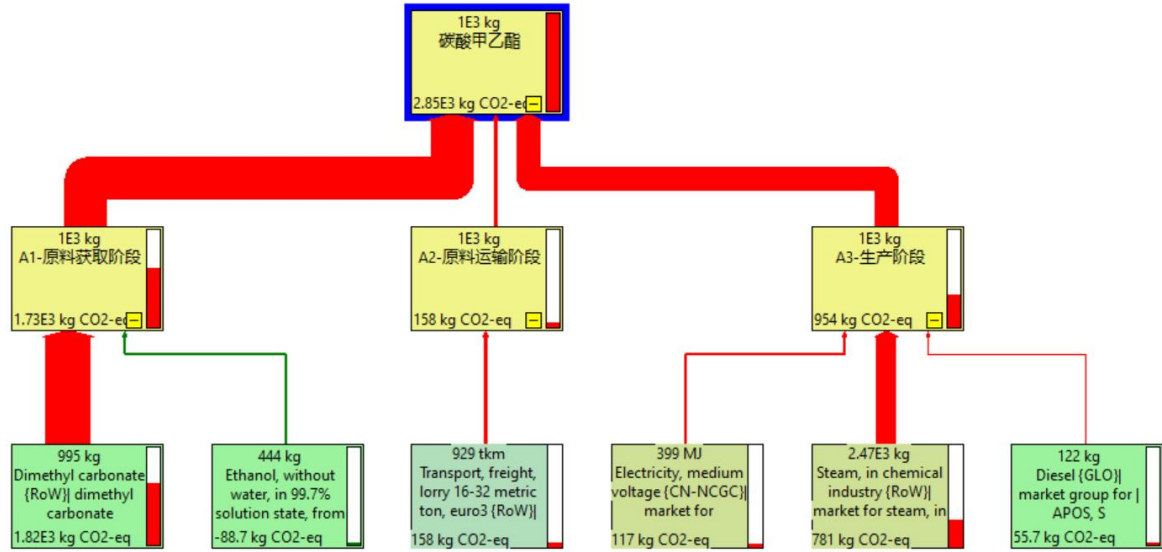 1E3 kg
碳酸甲乙酯
2.85E3 kg CO2-eq
1E3 kg
A1-原料获取阶段
1.73E3 kg CO2-eq
1E3 kg
A2-原料运输阶段
158 kg CO2-eq
1E3 kg
A3-生产阶段
954 kg CO2-eq
995 kg
Dimethyl carbonate
{RoW}| dimethyl
carbonate
1.82E3 kg CO2-eq
444 kg
Ethanol, without
water, in 99.7%
solution state, from
-88.7 kg CO2-eq
929 tkm
Transport, freight,
lorry 16-32 metric
ton, euro3 {RoW}|
158 kg CO2-eq
399 MJ
Electricity, medium
voltage {CN-NCGC}|
market for
117 kg CO2-eq
2.47E3 kg
Steam, in chemical
industry {RoW}|
market for steam, in
781 kg CO2-eq
122 kg
Diesel {GLO}|
market group for |
APOS, S
55.7 kg CO2-eq